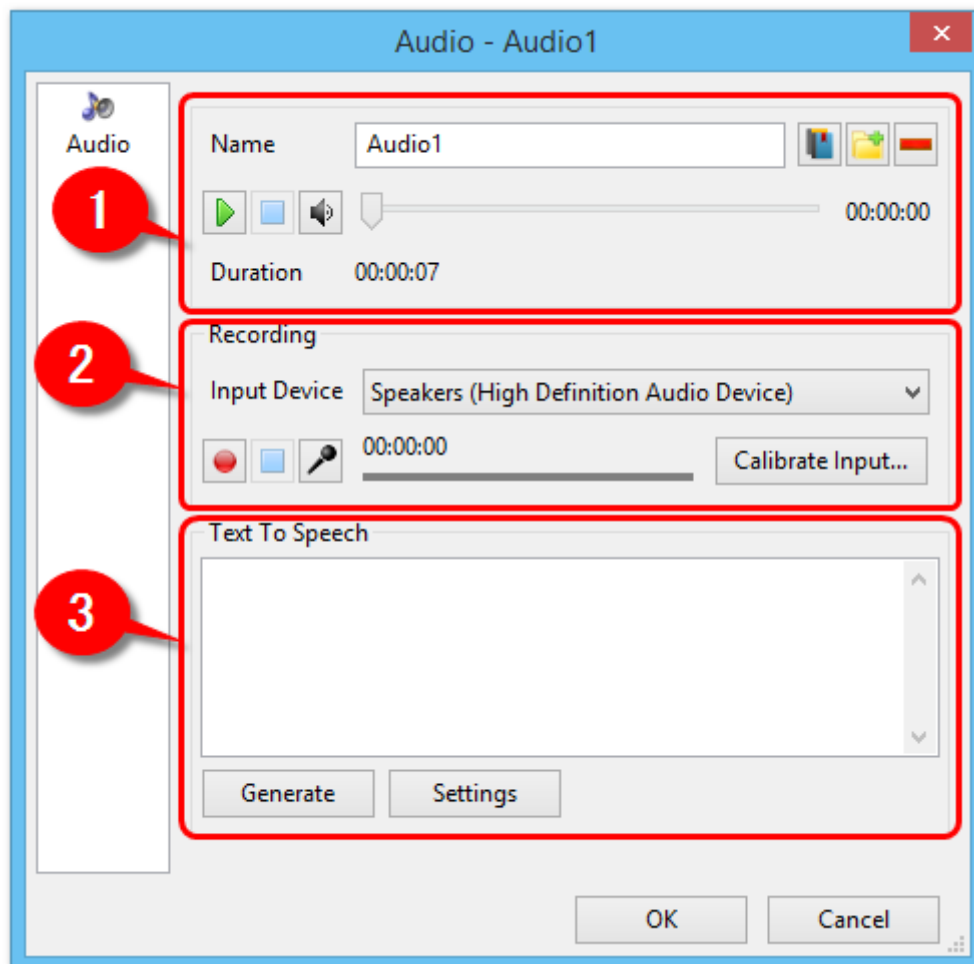 Audio - Audio1
Audio
1
Name Audio1
00:00:00
Duration 00:00:07
2
Recording
Input Device Speakers (High Definition Audio Device)
00:00:00
Calibrate Input...
3
Text To Speech
Generate Settings
OK Cancel